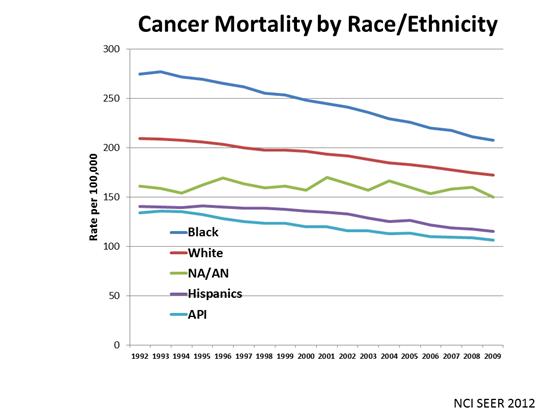 Cancer Mortality by Race/Ethnicity
300
250
200
150
100
50
0
Rate per 100,000
Black
White
NA/AN
Hispanics
API
1992 1993 1994 1995 1996 1997 1998 1999 2000 2001 2002 2003 2004 2005 2006 2007 2008 2009
NCI SEER 2012